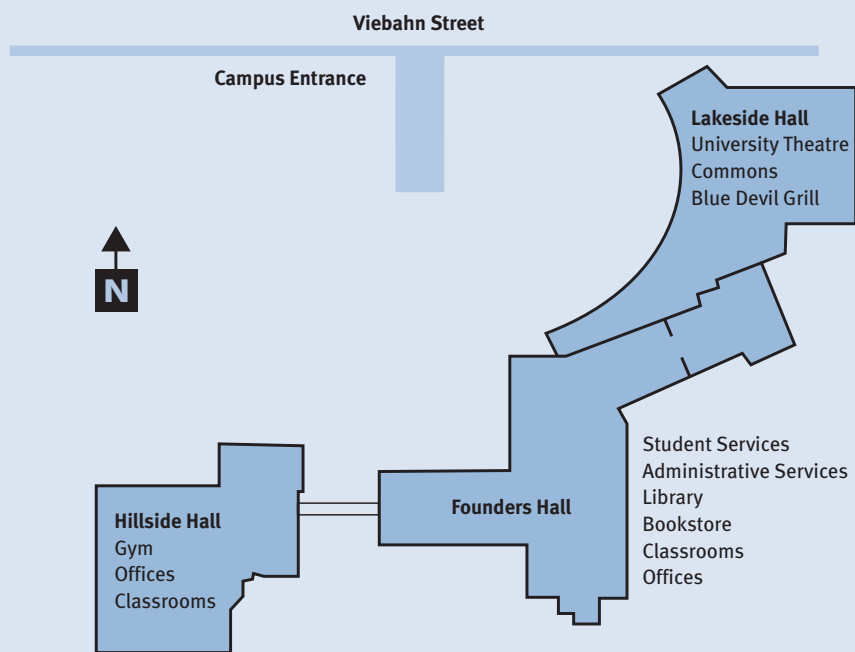 Viebahn Street
Campus Entrance
Lakeside Hall
University Theatre
Commons
Blue Devil Grill
N
Student Services
Administrative Services
Library
Bookstore
Classrooms
Offices
Founders Hall
Hillside Hall
Gym
Offices
Classrooms